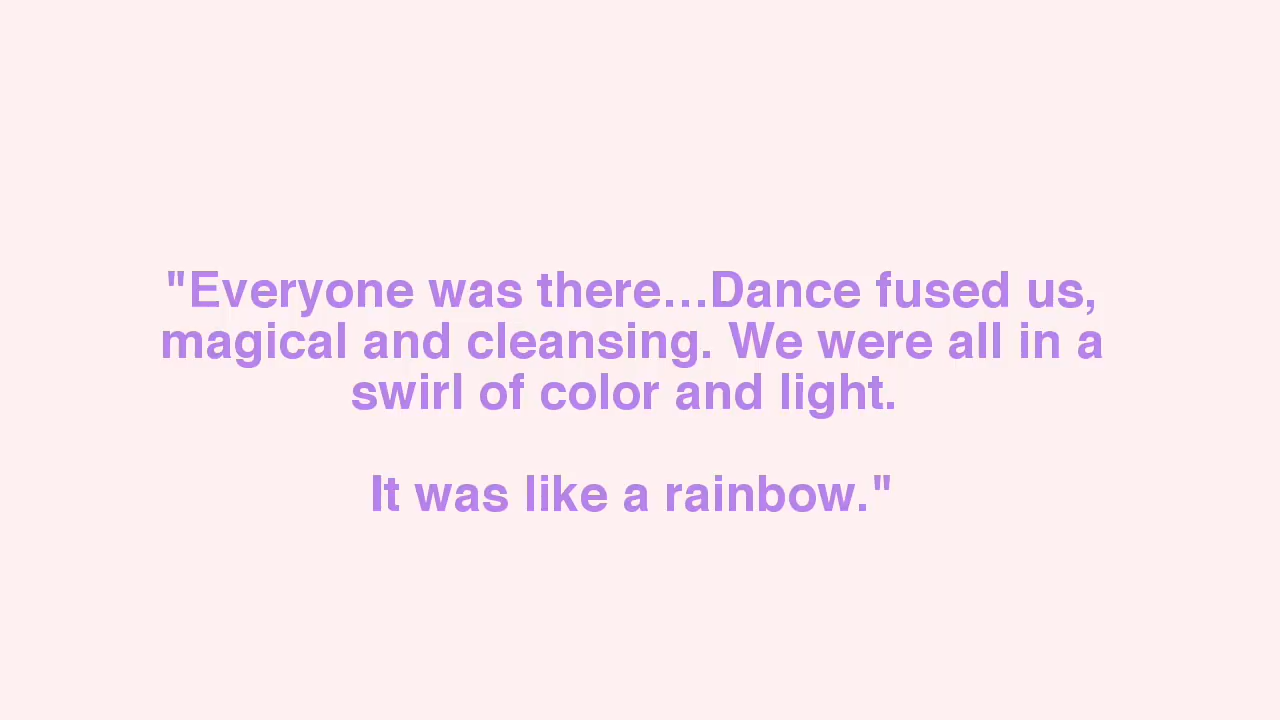 "Everyone was there...Dance fused us,
magical and cleansing. We were all in a
swirl of color and light.
It was like a rainbow."